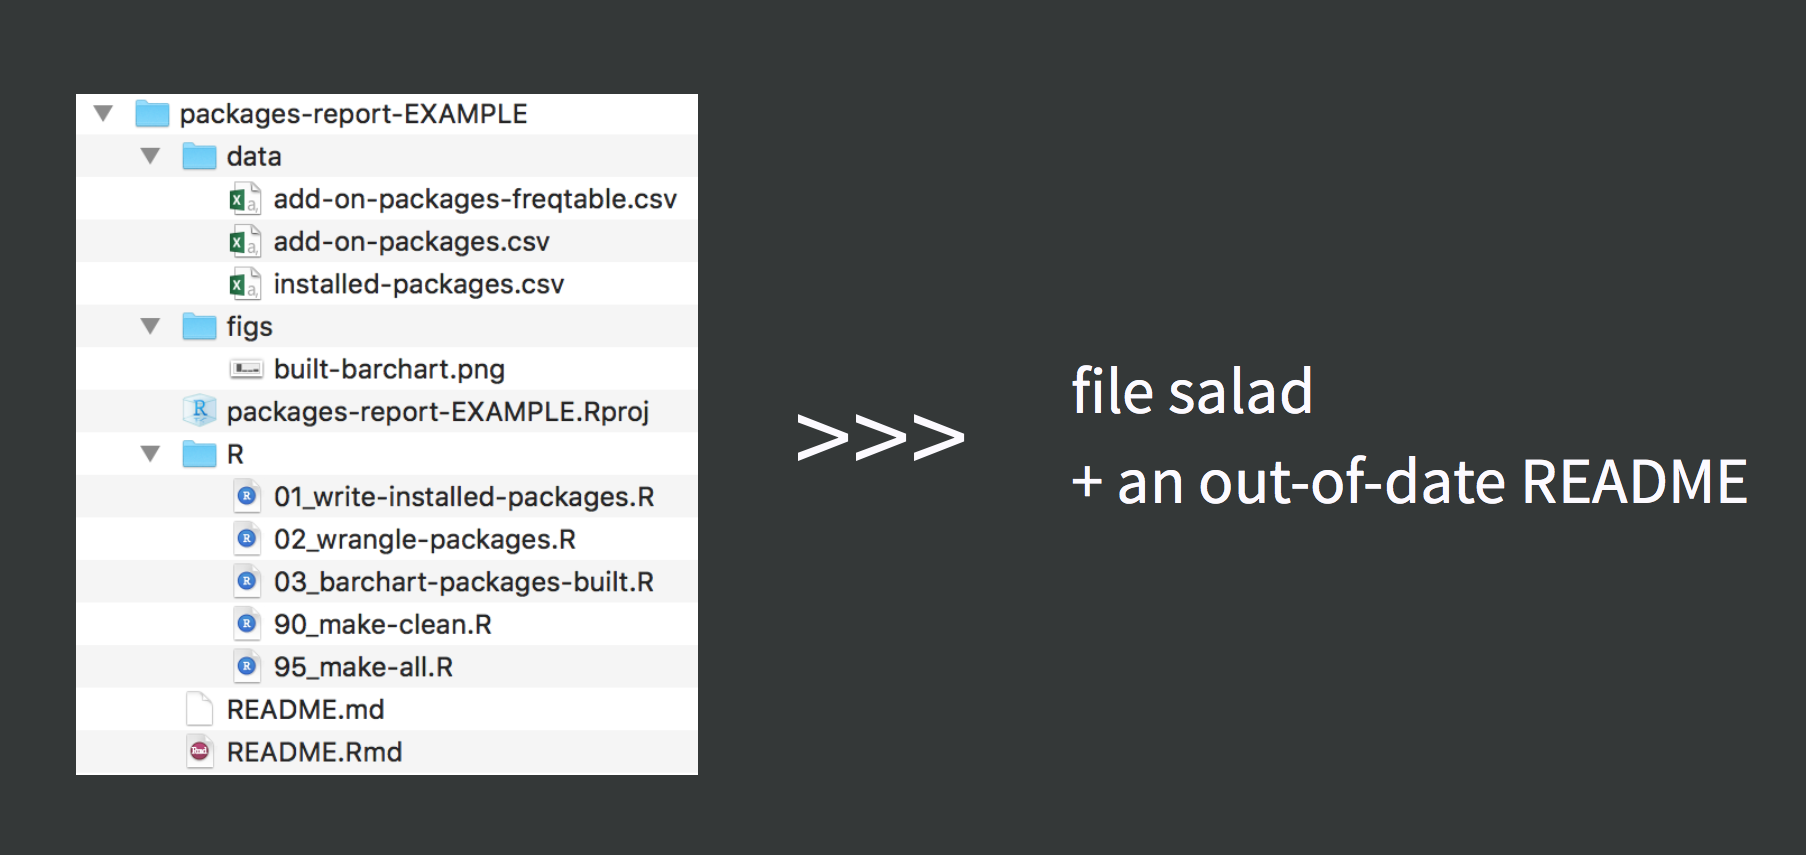 packages-report-EXAMPLE
data
add-on-packages-freqtable.csv
add-on-packages.csv
installed-packages.csv
figs
built-barchart.png
packages-report-EXAMPLE.Rproj
R
01_write-installed-packages.R
02_wrangle-packages.R
03_barchart-packages-built.R
90_make-clean.R
95_make-all.R
README.md
README.Rmd
>>>
file salad
+ an out-of-date README